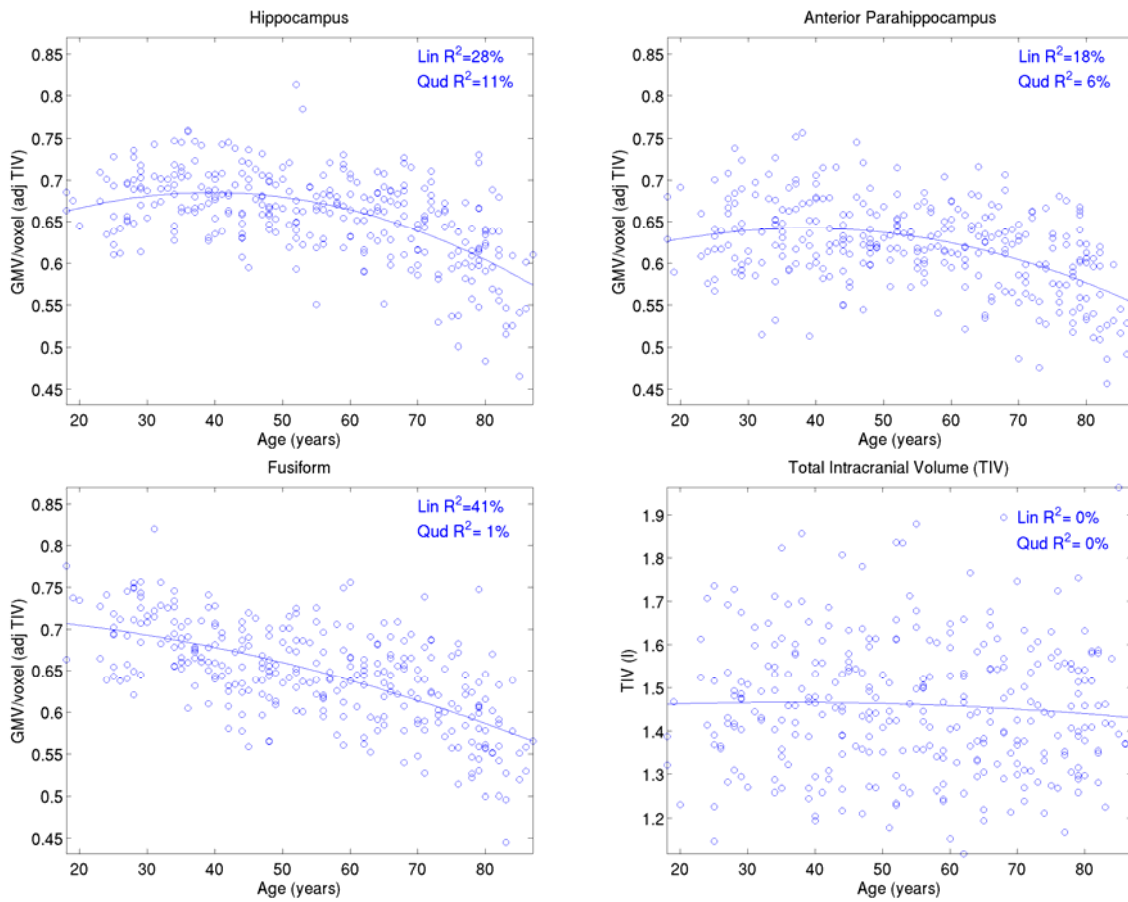 Hippocampus
Lin R²=28%
Qud R²=11%
0.85
0.8
0.75
0.7
0.65
0.6
0.55
0.5
0.45
GMV/voxel (adj TIV)
20 30 40 50 60 70 80
Age (years)
Anterior Parahippocampus
Lin R²=18%
Qud R²= 6%
0.85
0.8
0.75
0.7
0.65
0.6
0.55
0.5
0.45
GMV/voxel (adj TIV)
20 30 40 50 60 70 80
Age (years)
Fusiform
Lin R²=41%
Qud R²= 1%
0.85
0.8
0.75
0.7
0.65
0.6
0.55
0.5
0.45
GMV/voxel (adj TIV)
20 30 40 50 60 70 80
Age (years)
Total Intracranial Volume (TIV)
Lin R²= 0%
Qud R²= 0%
1.9
1.8
1.7
1.6
1.5
1.4
1.3
1.2
TIV (l)
20 30 40 50 60 70 80
Age (years)